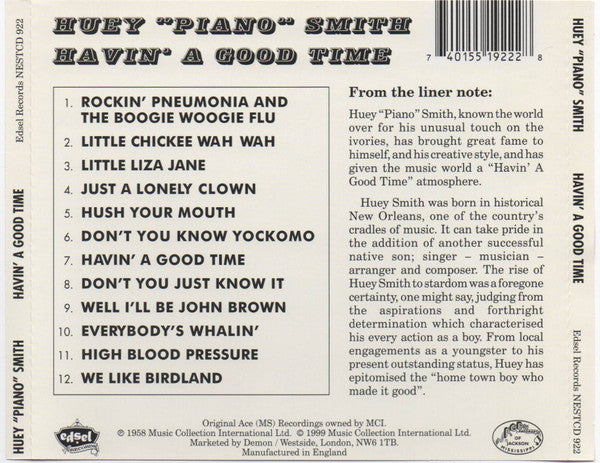 HUEY "PIANO" SMITH
HAVIN' A GOOD TIME
7 40155 19222 8
1. ROCKIN' PNEUMONIA AND
THE BOOGIE WOOGIE FLU
2. LITTLE CHICKEE WAH WAH
3. LITTLE LIZA JANE
4. JUST A LONELY CLOWN
5. HUSH YOUR MOUTH
6. DON'T YOU KNOW YOCKOMO
7. HAVIN' A GOOD TIME
8. DON'T YOU JUST KNOW IT
9. WELL I'LL BE JOHN BROWN
10. EVERYBODY'S WHALIN'
11. HIGH BLOOD PRESSURE
12. WE LIKE BIRDLAND
From the liner note:
Huey "Piano" Smith, known the world
over for his unusual touch on the
ivories, has brought great fame to
himself, and his creative style, and has
given the music world a "Havin' A
Good Time" atmosphere.
Huey Smith was born in historical
New Orleans, one of the country's
cradles of music. It can take pride in
the addition of another successful
native son; singer – musician –
arranger and composer. The rise of
Huey Smith to stardom was a foregone
certainty, one might say, judging from
the aspirations and forthright
determination which characterised
his every action as a boy. From local
engagements as a youngster to his
present outstanding status, Huey has
epitomised the "home town boy who
made it good".
Original Ace (MS) Recordings owned by MCI.
℗ 1958 Music Collection International Ltd. © 1999 Music Collection International Ltd.
Marketed by Demon / Westside, London, NW6 1TB.
Manufactured in England
edsel
OF JACKSON
MISSISSIPPI
HUEY "PIANO" SMITH HAVIN' A GOOD TIME Edsel Records NESTCD 922
HUEY "PIANO" SMITH HAVIN' A GOOD TIME Edsel Records NESTCD 922